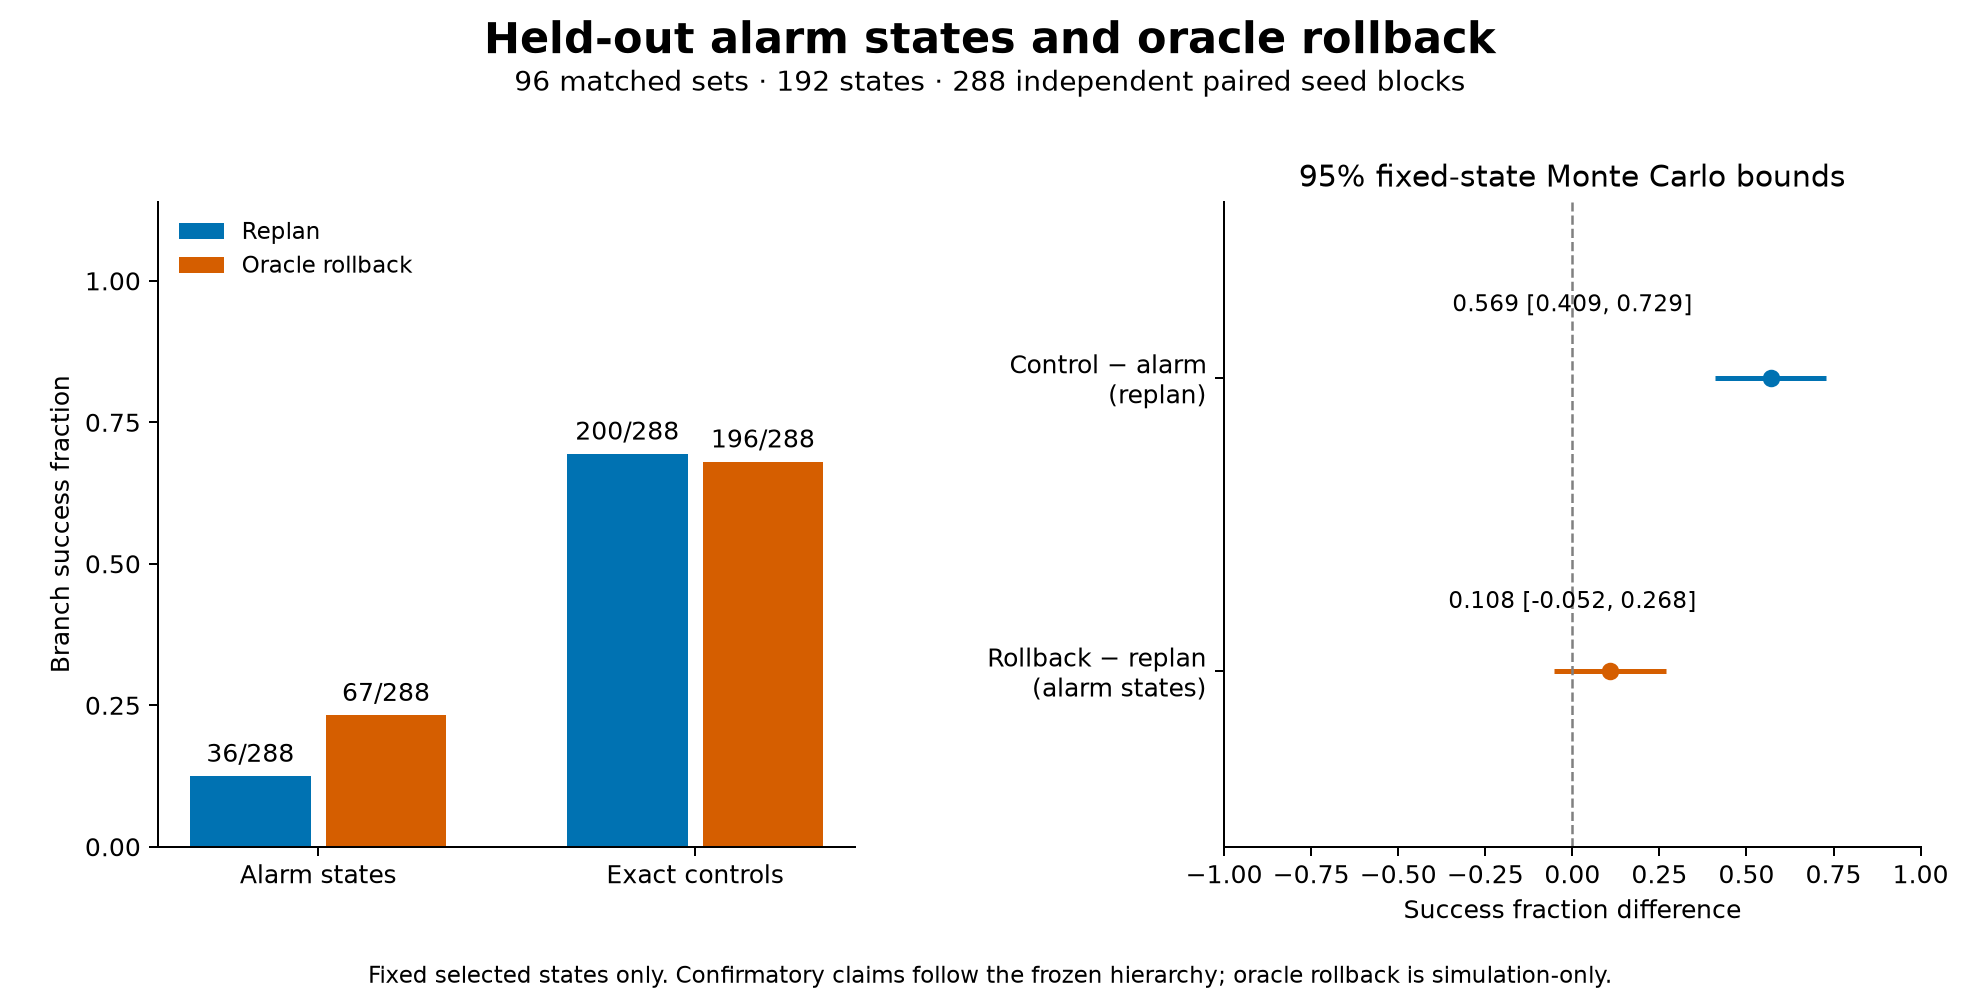 Held-out alarm states and oracle rollback
96 matched sets · 192 states · 288 independent paired seed blocks
Replan
Oracle rollback
Branch success fraction
1.00
0.75
0.50
0.25
0.00
36/288
67/288
200/288
196/288
Alarm states
Exact controls
95% fixed-state Monte Carlo bounds
0.569 [0.409, 0.729]
Control − alarm
(replan)
0.108 [-0.052, 0.268]
Rollback − replan
(alarm states)
−1.00 −0.75 −0.50 −0.25 0.00 0.25 0.50 0.75 1.00
Success fraction difference
Fixed selected states only. Confirmatory claims follow the frozen hierarchy; oracle rollback is simulation-only.